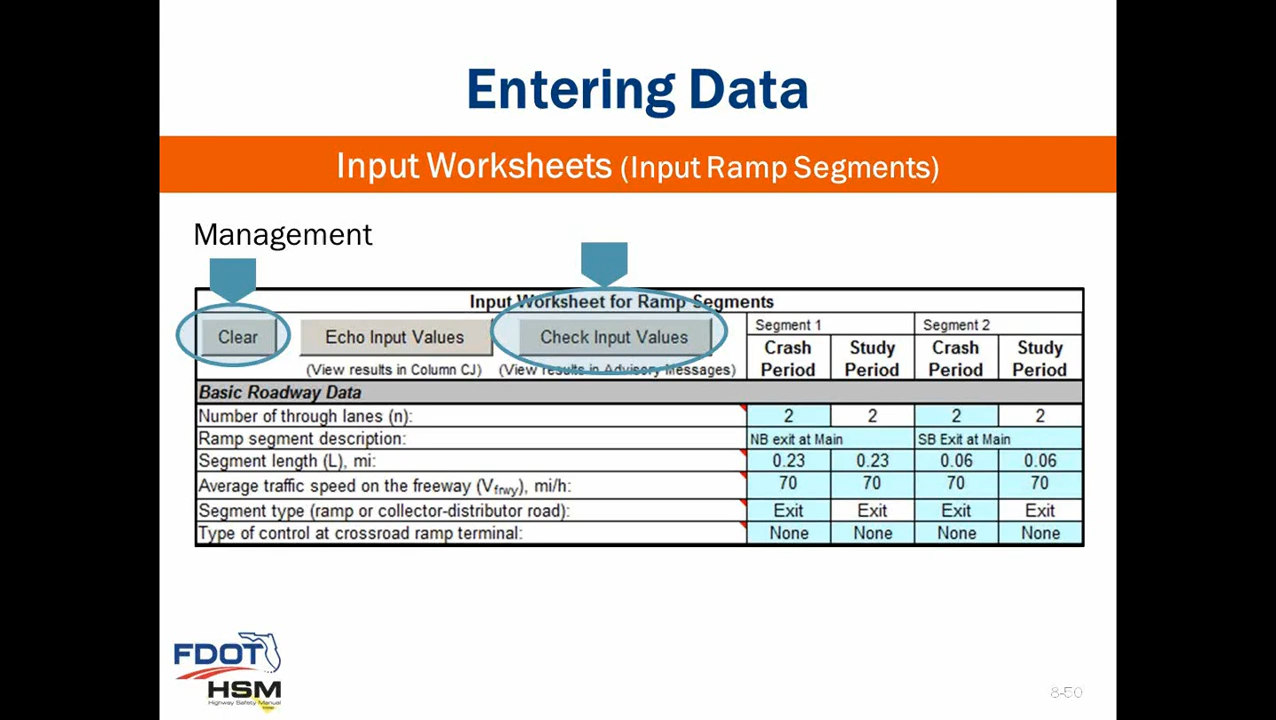 Entering Data
Input Worksheets (Input Ramp Segments)
Management
Input Worksheet for Ramp Segments
Clear Echo Input Values Check Input Values Segment 1 Segment 2
Crash Period Study Period Crash Period Study Period
(View results in Column CJ) (View results in Advisory Messages)
Basic Roadway Data
Number of through lanes (n): 2 2 2 2
Ramp segment description: NB exit at Main SB Exit at Main
Segment length (L), mi: 0.23 0.23 0.06 0.06
Average traffic speed on the freeway (Vfrwy), mi/h: 70 70 70 70
Segment type (ramp or collector-distributor road): Exit Exit Exit Exit
Type of control at crossroad ramp terminal: None None None None
FDOT
HSM
Highway Safety Manual
8-50